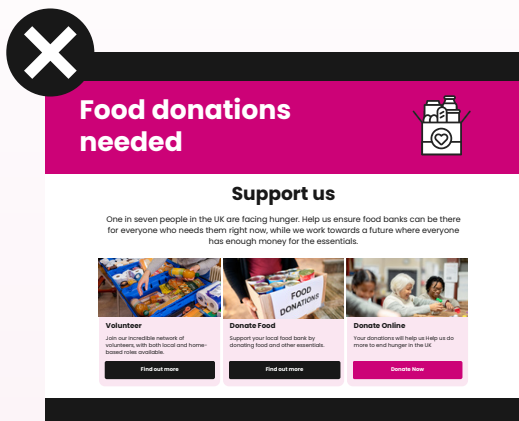 Food donations
needed
Support us
One in seven people in the UK are facing hunger. Help us ensure food banks can be there
for everyone who needs them right now, while we work towards a future where everyone
has enough money for the essentials.
FOOD
DONATIONS
Volunteer
Join our incredible network of
volunteers, with both local and home-
based roles available.
Find out more
Donate Food
Support your local food bank by
donating food and other essentials.
Find out more
Donate Online
Your donations will help us Help us do
more to end hunger in the UK
Donate Now